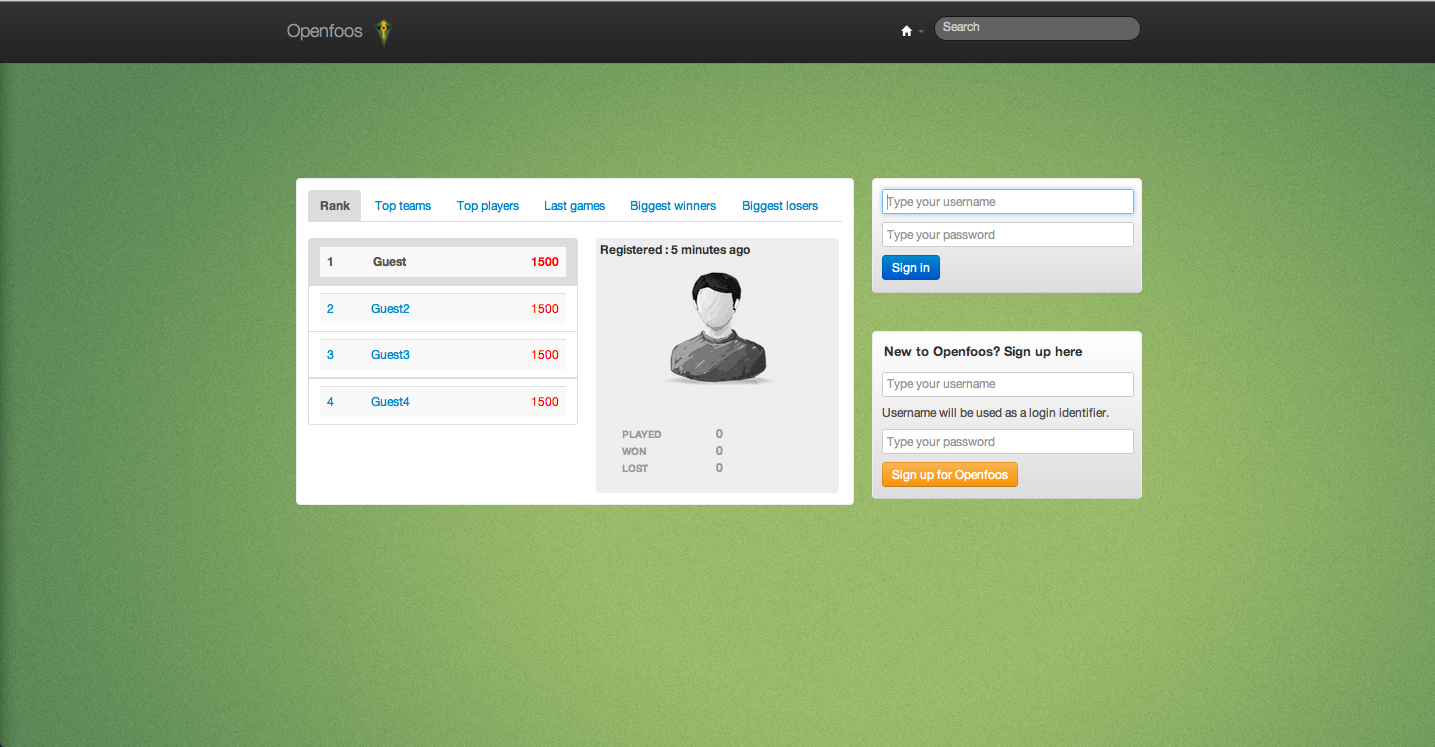 Openfoos
Search
Rank Top teams Top players Last games Biggest winners Biggest losers
1 Guest 1500
2 Guest2 1500
3 Guest3 1500
4 Guest4 1500
Registered : 5 minutes ago
PLAYED 0
WON 0
LOST 0
Type your username
Type your password
Sign in
New to Openfoos? Sign up here
Type your username
Username will be used as a login identifier.
Type your password
Sign up for Openfoos